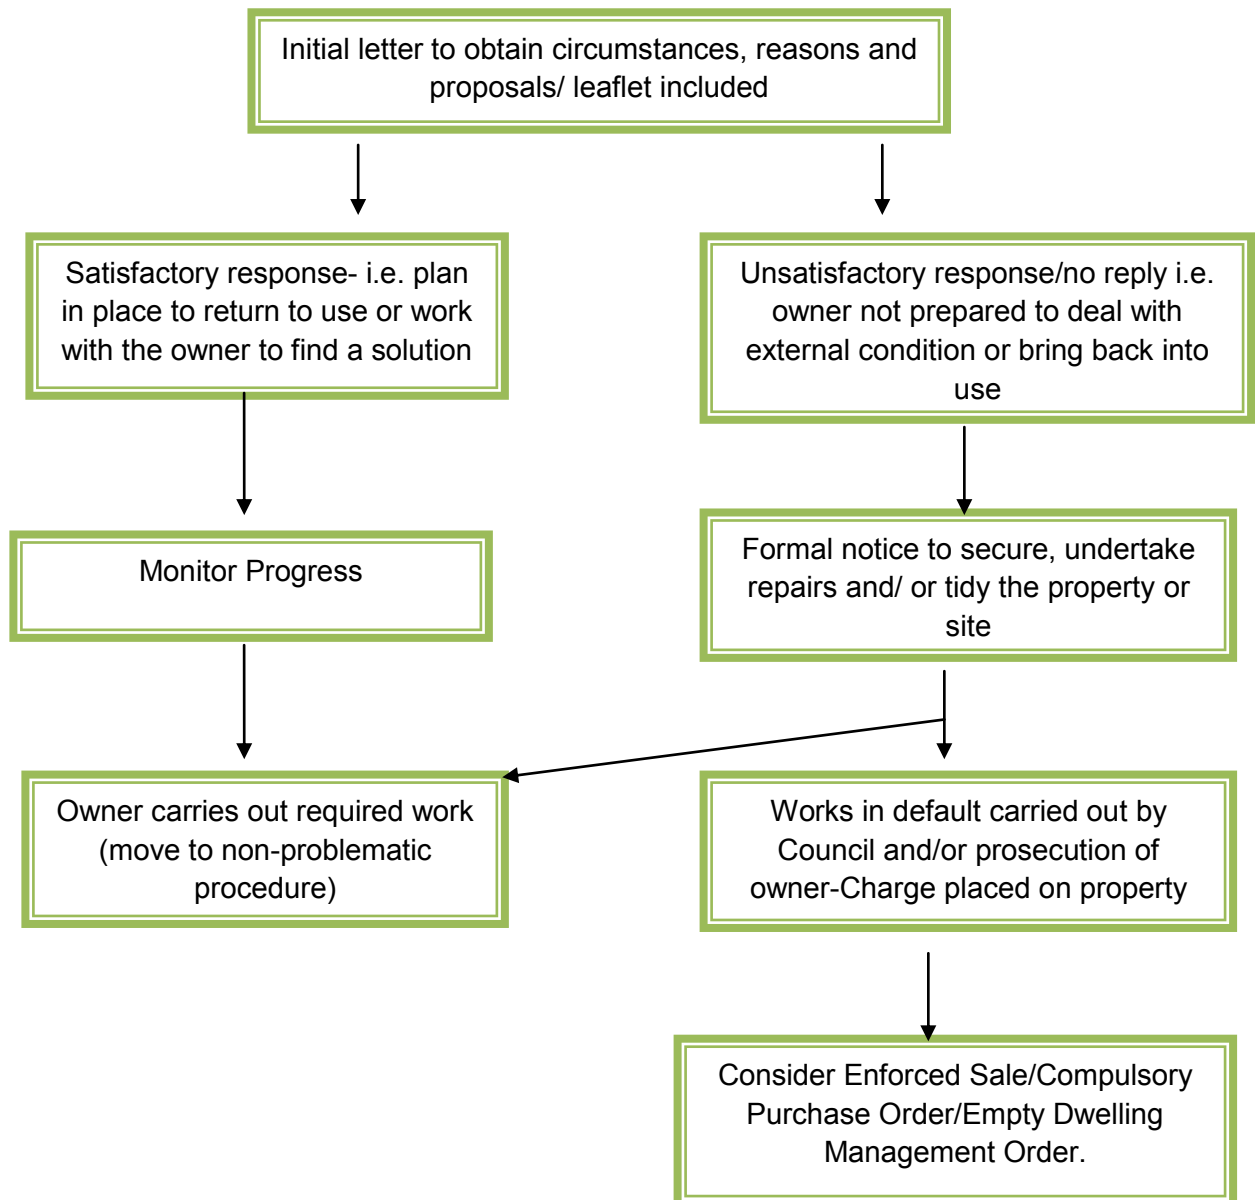 Initial letter to obtain circumstances, reasons and
proposals/ leaflet included
Satisfactory response- i.e. plan
in place to return to use or work
with the owner to find a solution
Unsatisfactory response/no reply i.e.
owner not prepared to deal with
external condition or bring back into
use
Monitor Progress
Formal notice to secure, undertake
repairs and/ or tidy the property or
site
Owner carries out required work
(move to non-problematic
procedure)
Works in default carried out by
Council and/or prosecution of
owner-Charge placed on property
Consider Enforced Sale/Compulsory
Purchase Order/Empty Dwelling
Management Order.